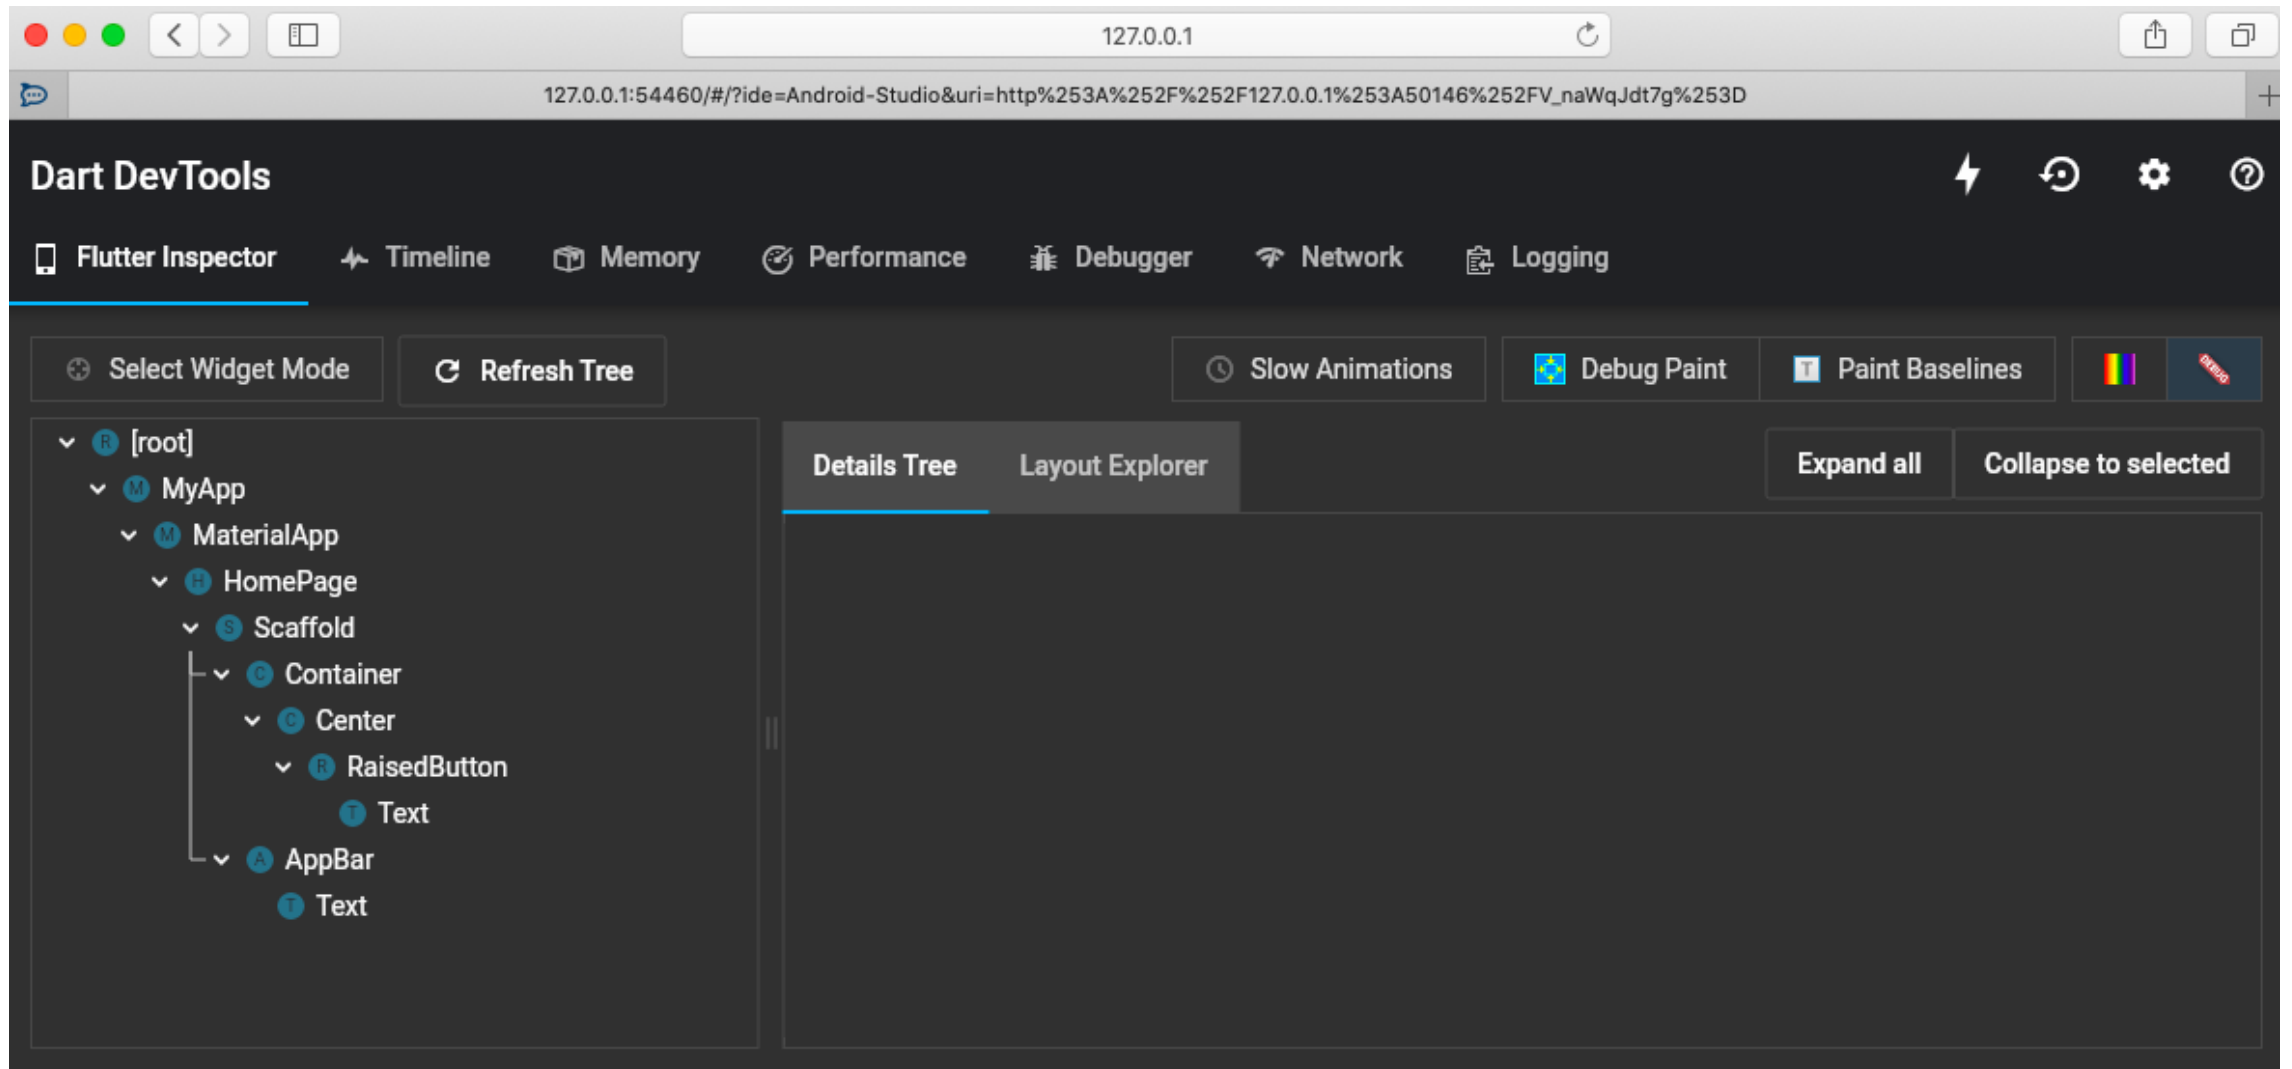 127.0.0.1
127.0.0.1:54460/#/?ide=Android-Studio&uri=http%253A%252F%252F127.0.0.1%253A50146%252FV_naWqJdt7g%253D
Dart DevTools
Flutter Inspector Timeline Memory Performance Debugger Network Logging
Select Widget Mode Refresh Tree Slow Animations Debug Paint T Paint Baselines DEBUG
R [root]
M MyApp
M MaterialApp
H HomePage
S Scaffold
C Container
C Center
R RaisedButton
T Text
A AppBar
T Text
Details Tree Layout Explorer Expand all Collapse to selected